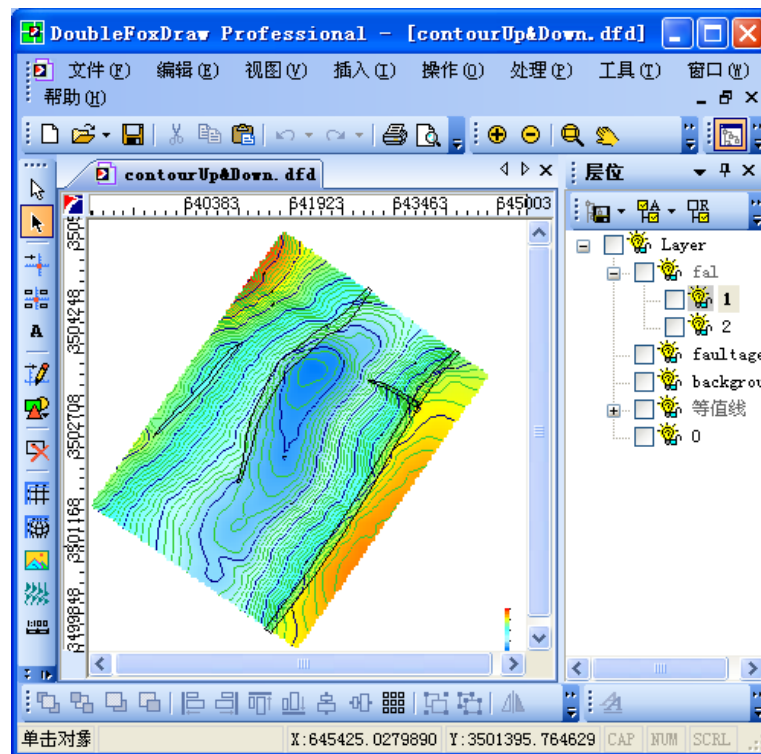 DoubleFoxDraw Professional - [contourUp&Down.dfd]
文件(F) 编辑(E) 视图(V) 插入(I) 操作(O) 处理(P) 工具(T) 窗口(W)
帮助(H)
contourUp&Down.dfd
层位
640383 641923 643463 645003
3504248
3502708
3501168
3499848
A
1:100
Layer
fal
1
2
faultage
backgrou
等值线
0
单击对象
X:645425.0279890 Y:3501395.764629 CAP NUM SCRL